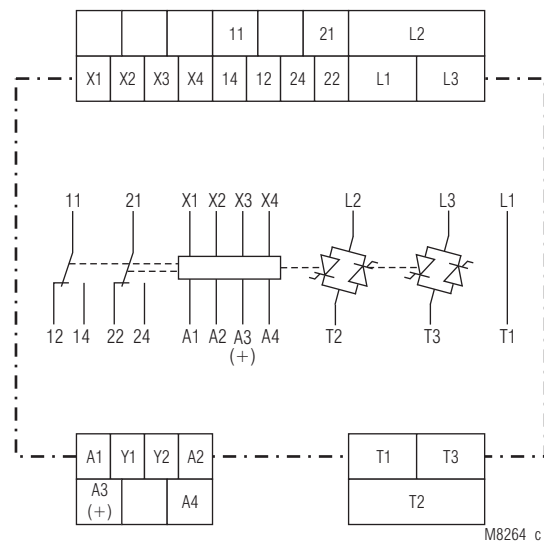 11 21 L2
X1 X2 X3 X4 14 12 24 22 L1 L3
11 21 X1 X2 X3 X4 L2 L3 L1
12 14 22 24 A1 A2 A3 A4 T2 T3 T1
(+)
A1 Y1 Y2 A2 T1 T3
A3 A4 T2
(+)
M8264 c